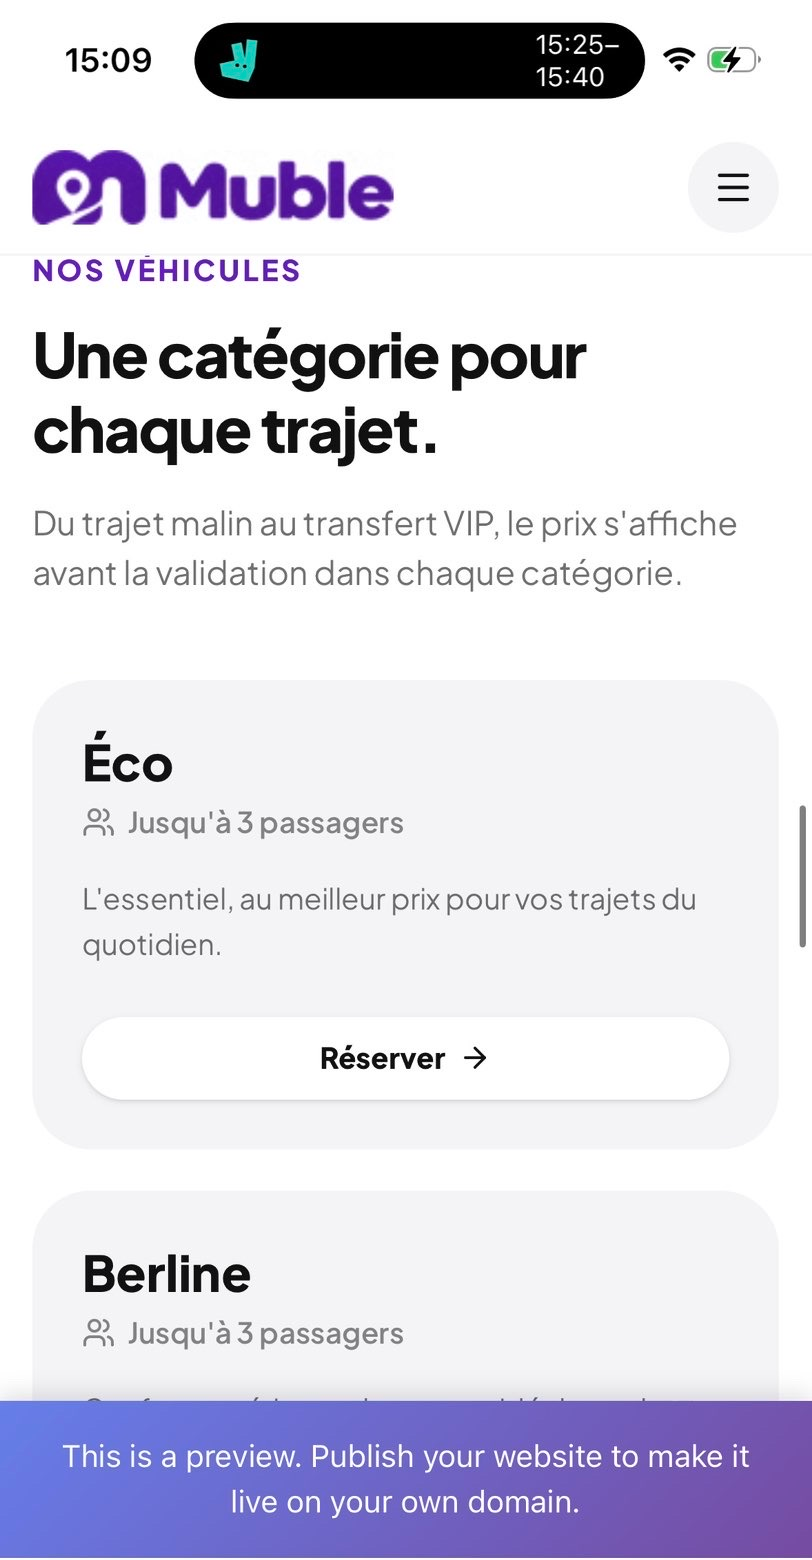 15:09
15:25–
15:40
Muble
NOS VÉHICULES
Une catégorie pour
chaque trajet.
Du trajet malin au transfert VIP, le prix s'affiche
avant la validation dans chaque catégorie.
Éco
Jusqu'à 3 passagers
L'essentiel, au meilleur prix pour vos trajets du
quotidien.
Réserver →
Berline
Jusqu'à 3 passagers
This is a preview. Publish your website to make it
live on your own domain.